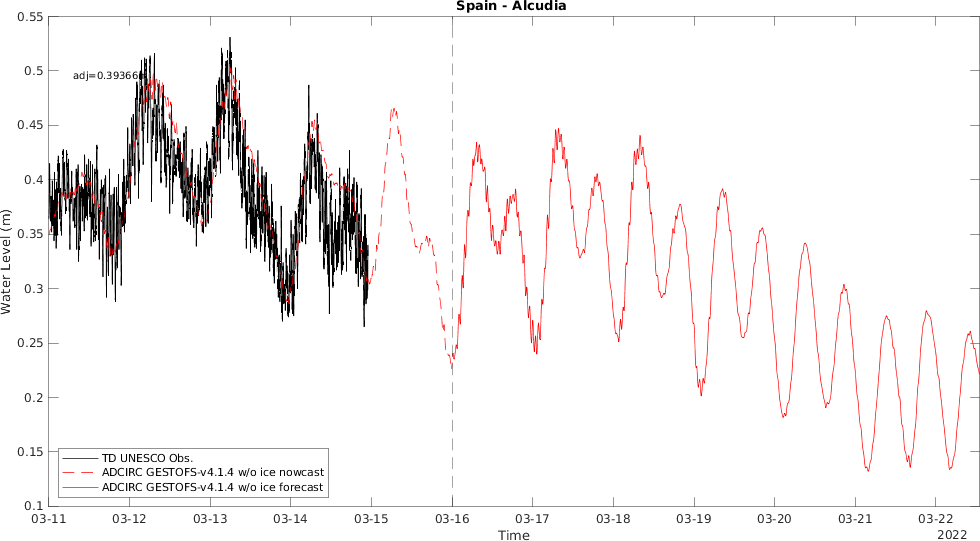 Spain - Alcudia
0.55
0.5
0.45
0.4
0.35
0.3
0.25
0.2
0.15
0.1
Water Level (m)
adj=0.39366
TD UNESCO Obs.
ADCIRC GESTOFS-v4.1.4 w/o ice nowcast
ADCIRC GESTOFS-v4.1.4 w/o ice forecast
03-11 03-12 03-13 03-14 03-15 03-16 03-17 03-18 03-19 03-20 03-21 03-22
Time
2022